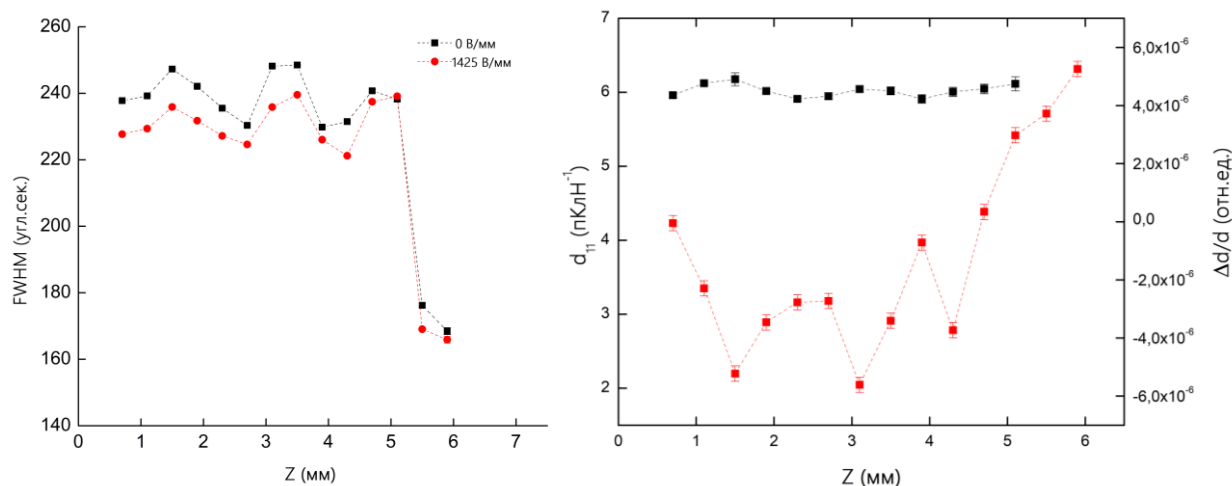 260
240
220
200
180
160
140
FWHM (угл.сек.)
0 В/мм
1425 В/мм
0
1
2
3
4
5
6
7
Z (мм)
7
6
5
4
3
2
d₁₁ (пКлН⁻¹)
6,0x10⁻⁶
4,0x10⁻⁶
2,0x10⁻⁶
0,0
-2,0x10⁻⁶
-4,0x10⁻⁶
-6,0x10⁻⁶
Δd/d (отн.ед.)
0
1
2
3
4
5
6
Z (мм)